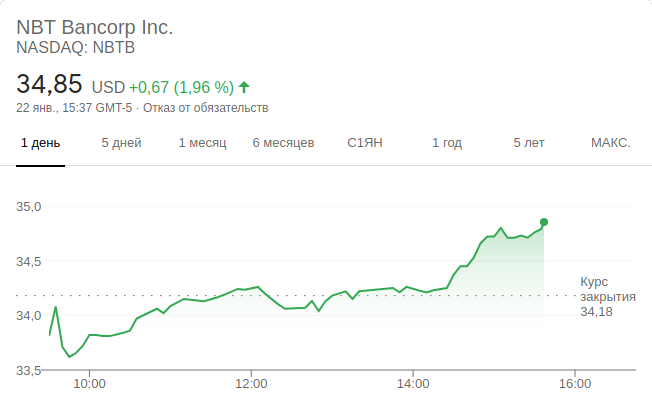 NBT Bancorp Inc.
NASDAQ: NBTB
34,85 USD +0,67 (1,96 %)
22 янв., 15:37 GMT-5 · Отказ от обязательств
1 день 5 дней 1 месяц 6 месяцев С1ЯН 1 год 5 лет МАКС.
35,0
34,5
Курс
закрытия
34,18
34,0
33,5
10:00 12:00 14:00 16:00